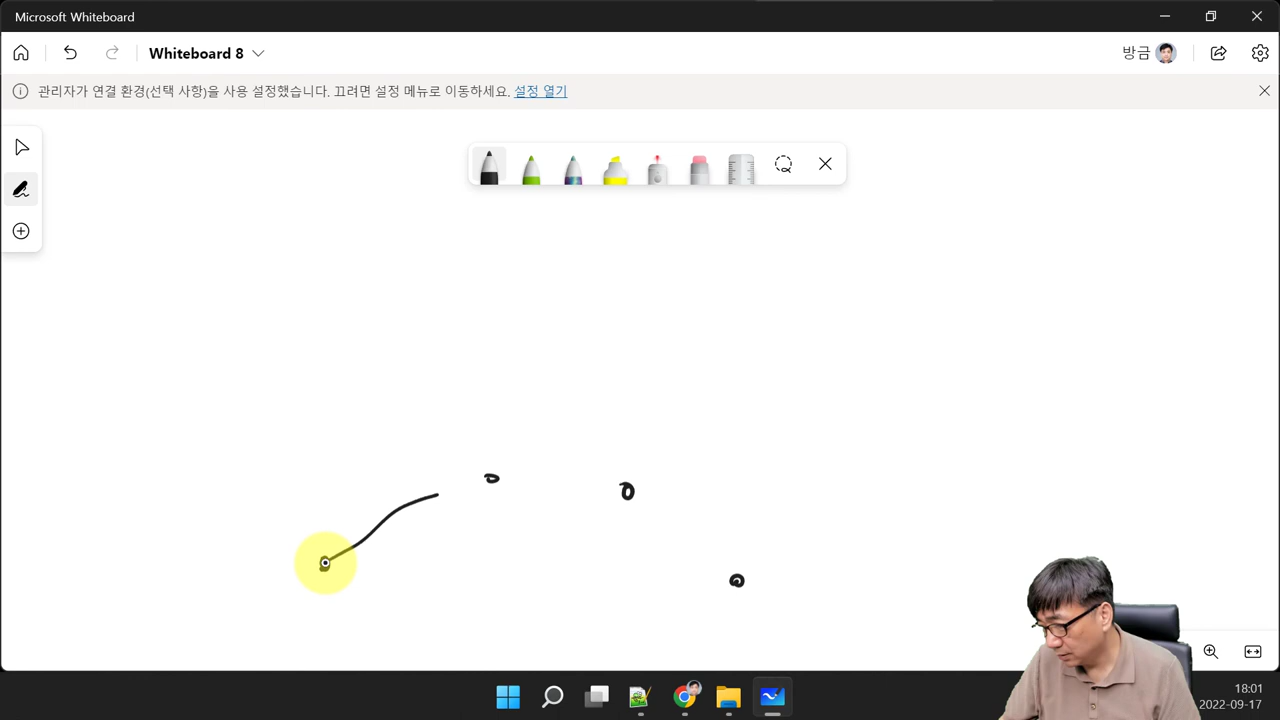 Microsoft Whiteboard
Whiteboard 8
방금
관리자가 연결 환경(선택 사항)을 사용 설정했습니다. 끄려면 설정 메뉴로 이동하세요. 설정 열기
18:01
2022-09-17